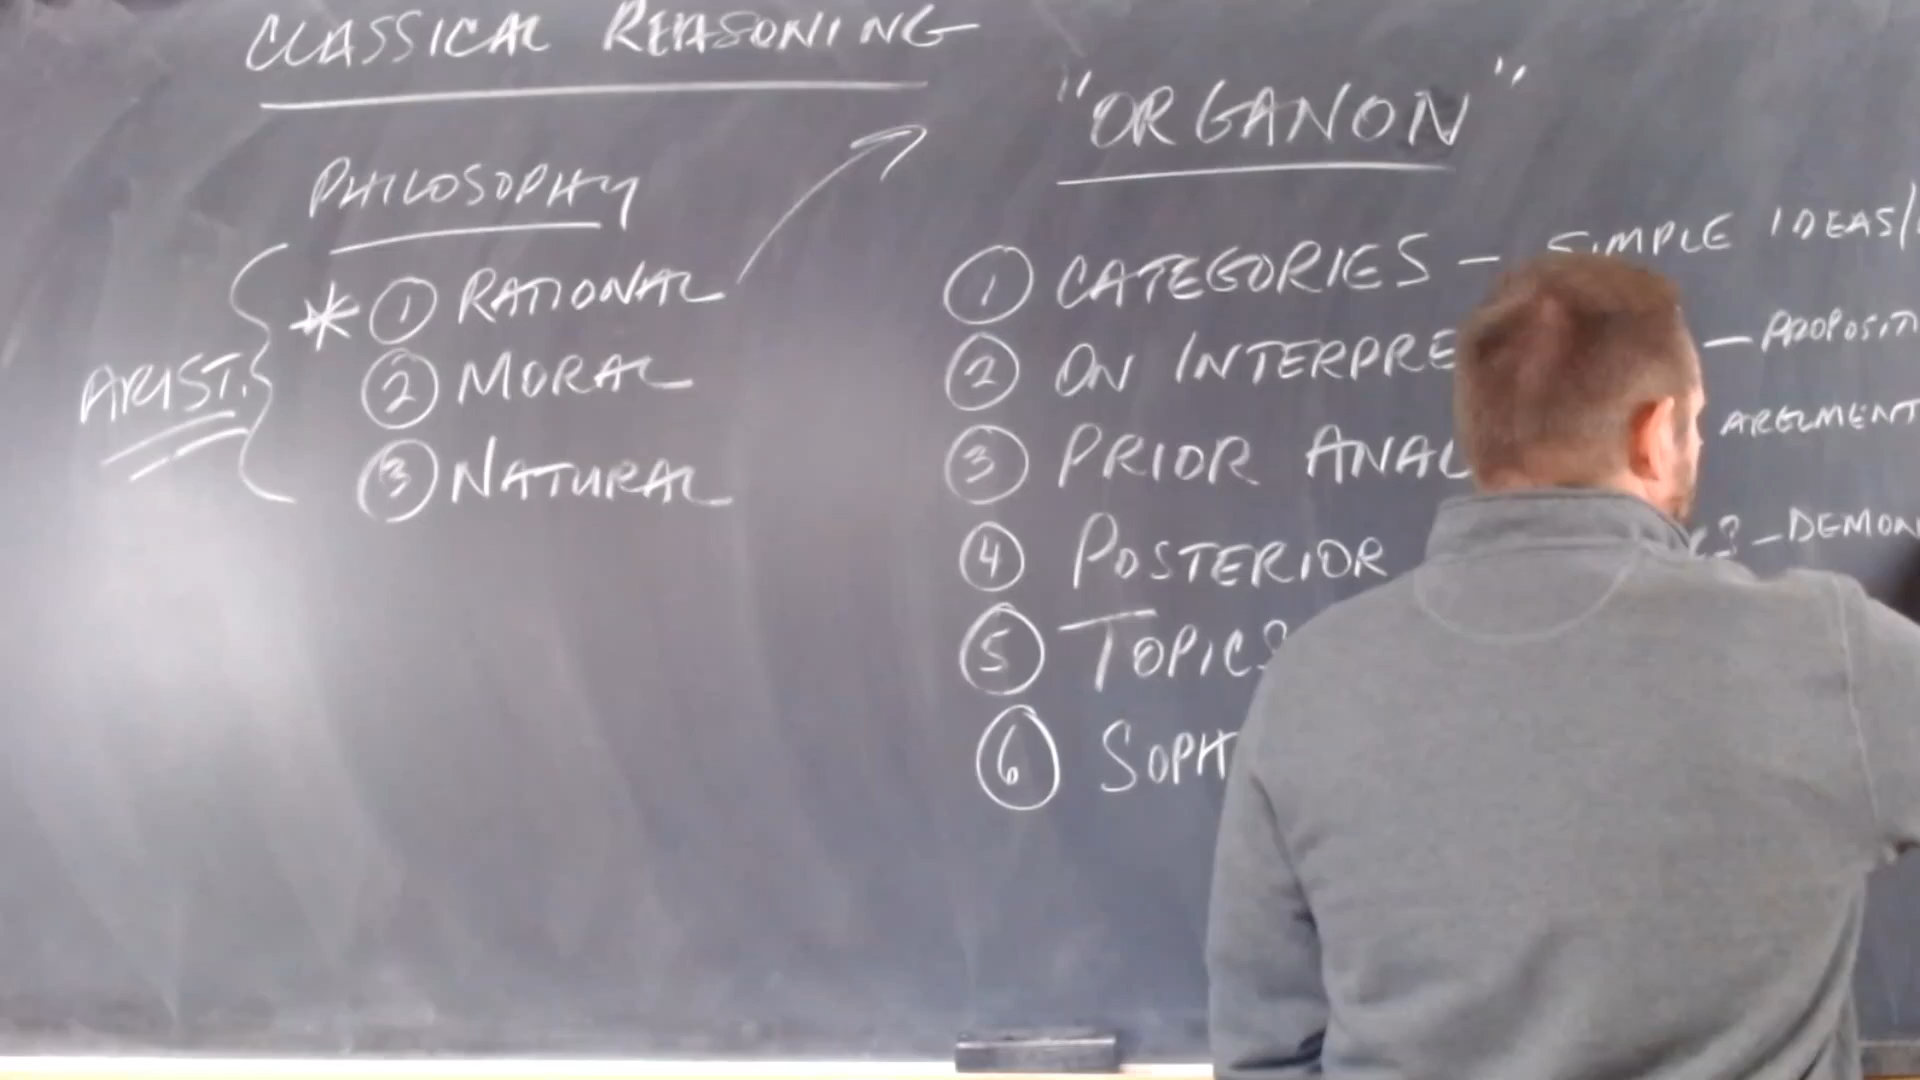 CLASSICAL REASONING
PHILOSOPHY
ARIST.
* 1 RATIONAL
2 MORAL
3 NATURAL
"ORGANON"
1 CATEGORIES - SIMPLE IDEAS/
2 ON INTERPRE - PROPOSITI
3 PRIOR ANAL ARGUMENT
4 POSTERIOR - DEMON
5 TOPICS
6 SOPH